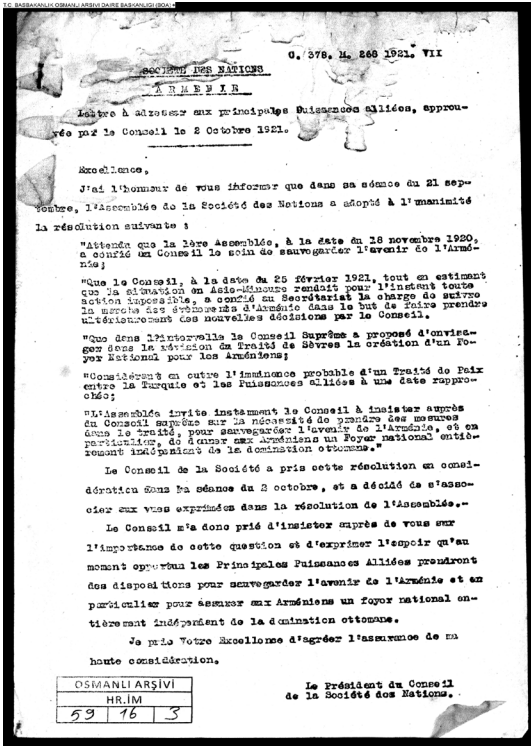 T.C. BAŞBAKANLIK OSMANLI ARŞİVİ DAİRE BAŞKANLIĞI (BOA)
C. 378. M. 268 1921. VII
SOCIETE DES NATIONS
ARMENIE
Lettre à adresser aux principales Puissances alliées, approu-
vée par le Conseil le 2 Octobre 1921.
Excellence,
J'ai l'honneur de vous informer que dans sa séance du 21 sep-
tembre, l'Assemblée de la Société des Nations a adopté à l'unanimité
la résolution suivante :
"Attendu que la 1ère Assemblée, à la date du 18 novembre 1920,
a confié au Conseil le soin de sauvegarder l'avenir de l'Armé-
nie;
"Que le Conseil, à la date du 25 février 1921, tout en estimant
que la situation en Asie-Mineure rendait pour l'instant toute
action impossible, a confié au Secrétariat la charge de suivre
la marche des évènements d'Arménie dans le but de faire prendre
ultérieurement des nouvelles décisions par le Conseil.
"Que dans l'intervalle le Conseil Suprême a proposé d'envisa-
ger dans la révision du Traité de Sèvres la création d'un Fo-
yer National pour les Arméniens;
"Considérant en outre l'imminence probable d'un Traité de Paix
entre la Turquie et les Puissances alliées à une date rappro-
chée;
"L'Assemblée invite instamment le Conseil à insister auprès
du Conseil suprême sur la nécessité de prendre des mesures
dans le traité, pour sauvegarder l'avenir de l'Arménie, et en
particulier, de donner aux Arméniens un Foyer national entiè-
rement indépendant de la domination ottomane."
Le Conseil de la Société a pris cette résolution en consi-
dération dans sa séance du 2 octobre, et a décidé de s'asso-
cier aux vues exprimées dans la résolution de l'Assemblée.-
Le Conseil m'a donc prié d'insister auprès de vous sur
l'importance de cette question et d'exprimer l'espoir qu'au
moment opportun les Principales Puissances Alliées prendront
des dispositions pour sauvegarder l'avenir de l'Arménie et en
particulier pour assurer aux Arméniens un foyer national en-
tièrement indépendant de la domination ottomane.
Je prie Votre Excellence d'agréer l'assurance de ma
haute considération.
Le Président du Conseil
de la Société des Nations.
OSMANLI ARŞİVİ
HR.İM
59 16 3